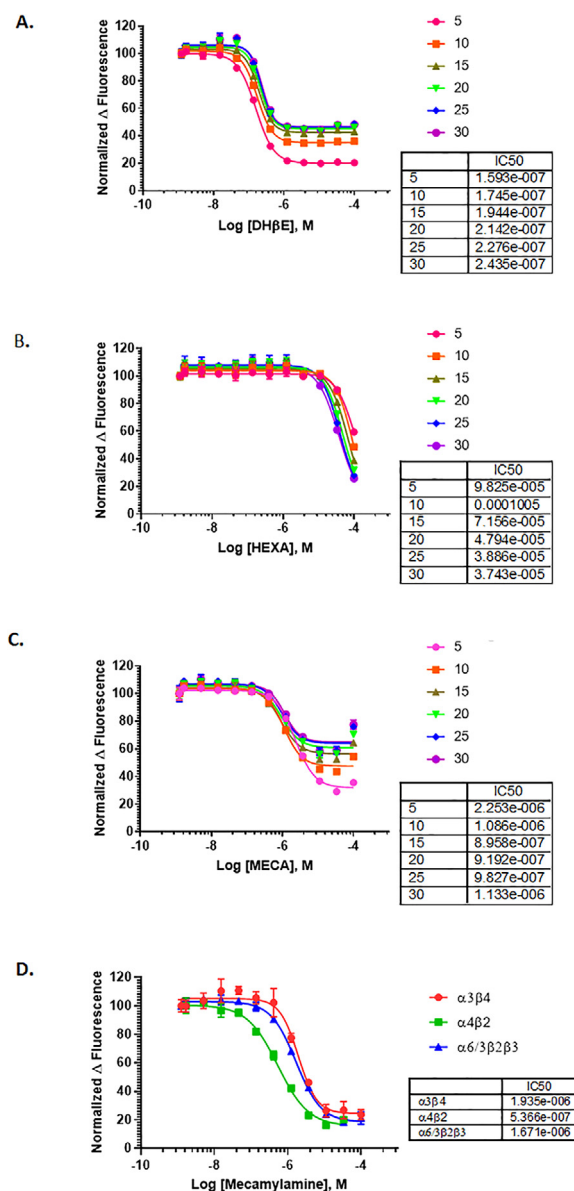 A.
Normalized Δ Fluorescence
120
100
80
60
40
20
0
-10
-8
-6
-4
-2
Log [DHβE], M
5
10
15
20
25
30
IC50
5 1.593e-007
10 1.745e-007
15 1.944e-007
20 2.142e-007
25 2.276e-007
30 2.435e-007
B.
Normalized Δ Fluorescence
120
100
80
60
40
20
0
-10
-8
-6
-4
-2
Log [HEXA], M
5
10
15
20
25
30
IC50
5 9.825e-005
10 0.0001005
15 7.156e-005
20 4.794e-005
25 3.886e-005
30 3.743e-005
C.
Normalized Δ Fluorescence
120
100
80
60
40
20
0
-10
-8
-6
-4
-2
Log [MECA], M
5
10
15
20
25
30
IC50
5 2.253e-006
10 1.086e-006
15 8.958e-007
20 9.192e-007
25 9.827e-007
30 1.133e-006
D.
Normalized Δ Fluorescence
120
100
80
60
40
20
0
-10
-8
-6
-4
-2
Log [Mecamylamine], M
α3β4
α4β2
α6/3β2β3
IC50
α3β4 1.935e-006
α4β2 5.366e-007
α6/3β2β3 1.671e-006